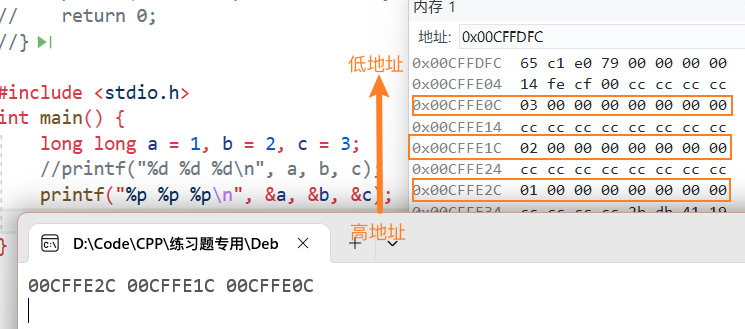 //    return 0;
//}
#include <stdio.h>
int main() {
    long long a = 1, b = 2, c = 3;
    //printf("%d %d %d\n", a, b, c);
    printf("%p %p %p\n", &a, &b, &c);
}
低地址
高地址
内存 1
地址: 0x00CFFDFC
0x00CFFDFC 65 c1 e0 79 00 00 00 00
0x00CFFE04 14 fe cf 00 cc cc cc cc
0x00CFFE0C 03 00 00 00 00 00 00 00
0x00CFFE14 cc cc cc cc cc cc cc cc
0x00CFFE1C 02 00 00 00 00 00 00 00
0x00CFFE24 cc cc cc cc cc cc cc cc
0x00CFFE2C 01 00 00 00 00 00 00 00
0x00CFFE34 cc cc cc cc 2b db 41 19
D:\Code\CPP\练习题专用\Deb
00CFFE2C 00CFFE1C 00CFFE0C